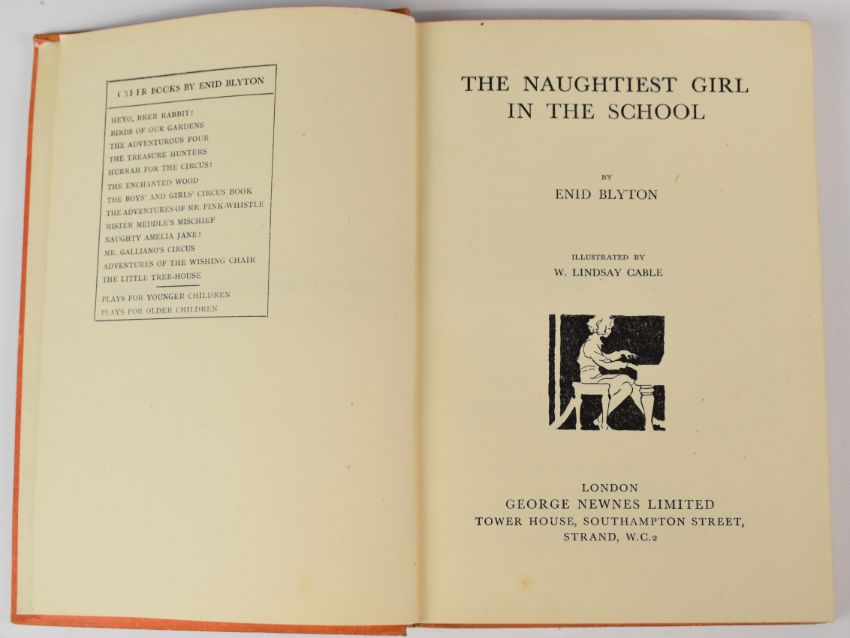 OTHER BOOKS BY ENID BLYTON
HEYO, BRER RABBIT!
BIRDS OF OUR GARDENS
THE ADVENTUROUS FOUR
THE TREASURE HUNTERS
HURRAH FOR THE CIRCUS!
THE ENCHANTED WOOD
THE BOYS' AND GIRLS' CIRCUS BOOK
THE ADVENTURES OF MR. PINK-WHISTLE
MISTER MEDDLE'S MISCHIEF
NAUGHTY AMELIA JANE!
MR. GALLIANO'S CIRCUS
ADVENTURES OF THE WISHING CHAIR
THE LITTLE TREE-HOUSE
PLAYS FOR YOUNGER CHILDREN
PLAYS FOR OLDER CHILDREN
THE NAUGHTIEST GIRL
IN THE SCHOOL
BY
ENID BLYTON
ILLUSTRATED BY
W. LINDSAY CABLE
LONDON
GEORGE NEWNES LIMITED
TOWER HOUSE, SOUTHAMPTON STREET,
STRAND, W.C.2